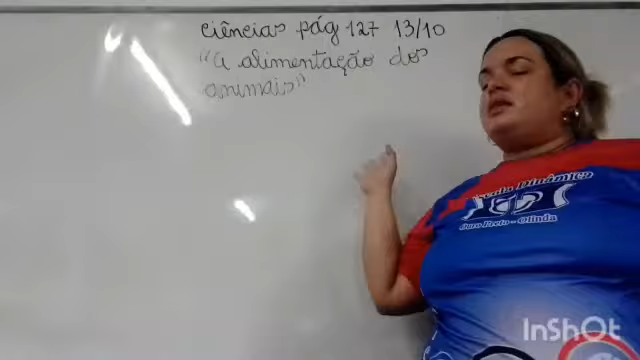 ciências pág 127 13/10
"A alimentação dos
animais"
Escola Dinâmica
Ouro Preto - Olinda
InShOt